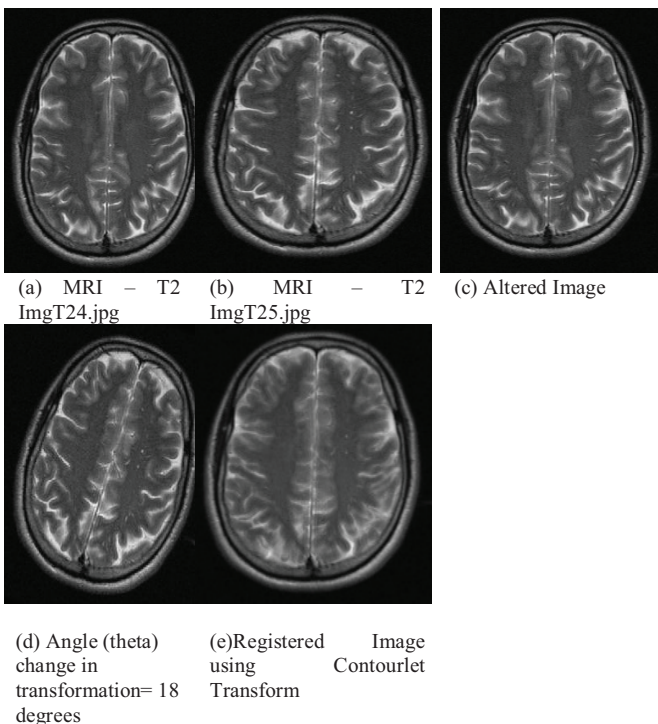 (a) MRI – T2
ImgT24.jpg
(b) MRI – T2
ImgT25.jpg
(c) Altered Image
(d) Angle (theta)
change in
transformation= 18
degrees
(e)Registered Image
using Contourlet
Transform